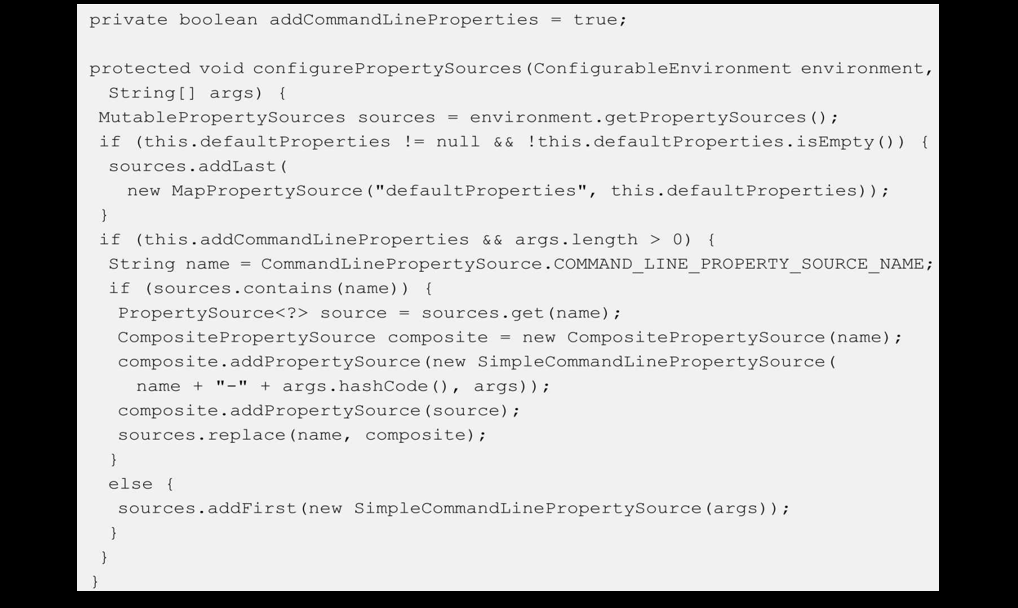 private boolean addCommandLineProperties = true;

protected void configurePropertySources(ConfigurableEnvironment environment,
  String[] args) {
 MutablePropertySources sources = environment.getPropertySources();
 if (this.defaultProperties != null && !this.defaultProperties.isEmpty()) {
  sources.addLast(
    new MapPropertySource("defaultProperties", this.defaultProperties));
 }
 if (this.addCommandLineProperties && args.length > 0) {
  String name = CommandLinePropertySource.COMMAND_LINE_PROPERTY_SOURCE_NAME;
  if (sources.contains(name)) {
   PropertySource<?> source = sources.get(name);
   CompositePropertySource composite = new CompositePropertySource(name);
   composite.addPropertySource(new SimpleCommandLinePropertySource(
     name + "-" + args.hashCode(), args));
   composite.addPropertySource(source);
   sources.replace(name, composite);
  }
  else {
   sources.addFirst(new SimpleCommandLinePropertySource(args));
  }
 }
}